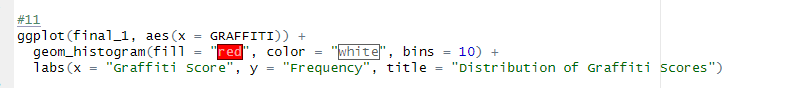 #11
ggplot(final_1, aes(x = GRAFFITI)) +
  geom_histogram(fill = "red", color = "white", bins = 10) +
  labs(x = "Graffiti Score", y = "Frequency", title = "Distribution of Graffiti Scores")